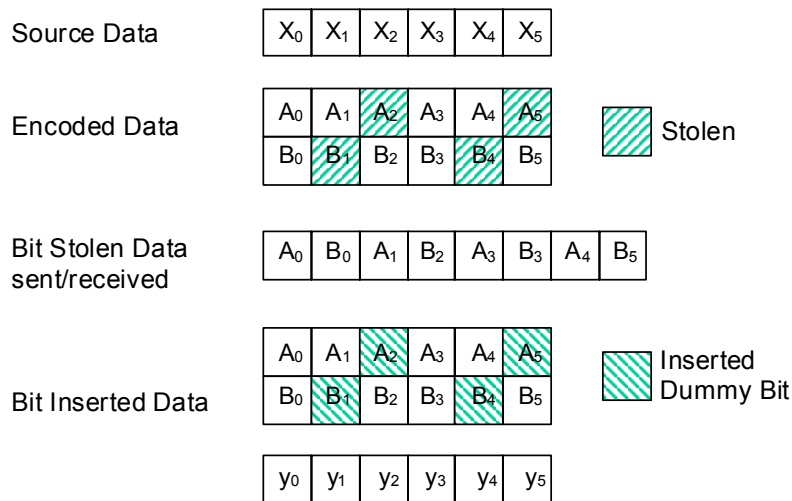 Source Data
X₀ X₁ X₂ X₃ X₄ X₅
Encoded Data
A₀ A₁ A₂ A₃ A₄ A₅
B₀ B₁ B₂ B₃ B₄ B₅
Stolen
Bit Stolen Data
sent/received
A₀ B₀ A₁ B₂ A₃ B₃ A₄ B₅
Bit Inserted Data
A₀ A₁ A₂ A₃ A₄ A₅
B₀ B₁ B₂ B₃ B₄ B₅
Inserted
Dummy Bit
y₀ y₁ y₂ y₃ y₄ y₅